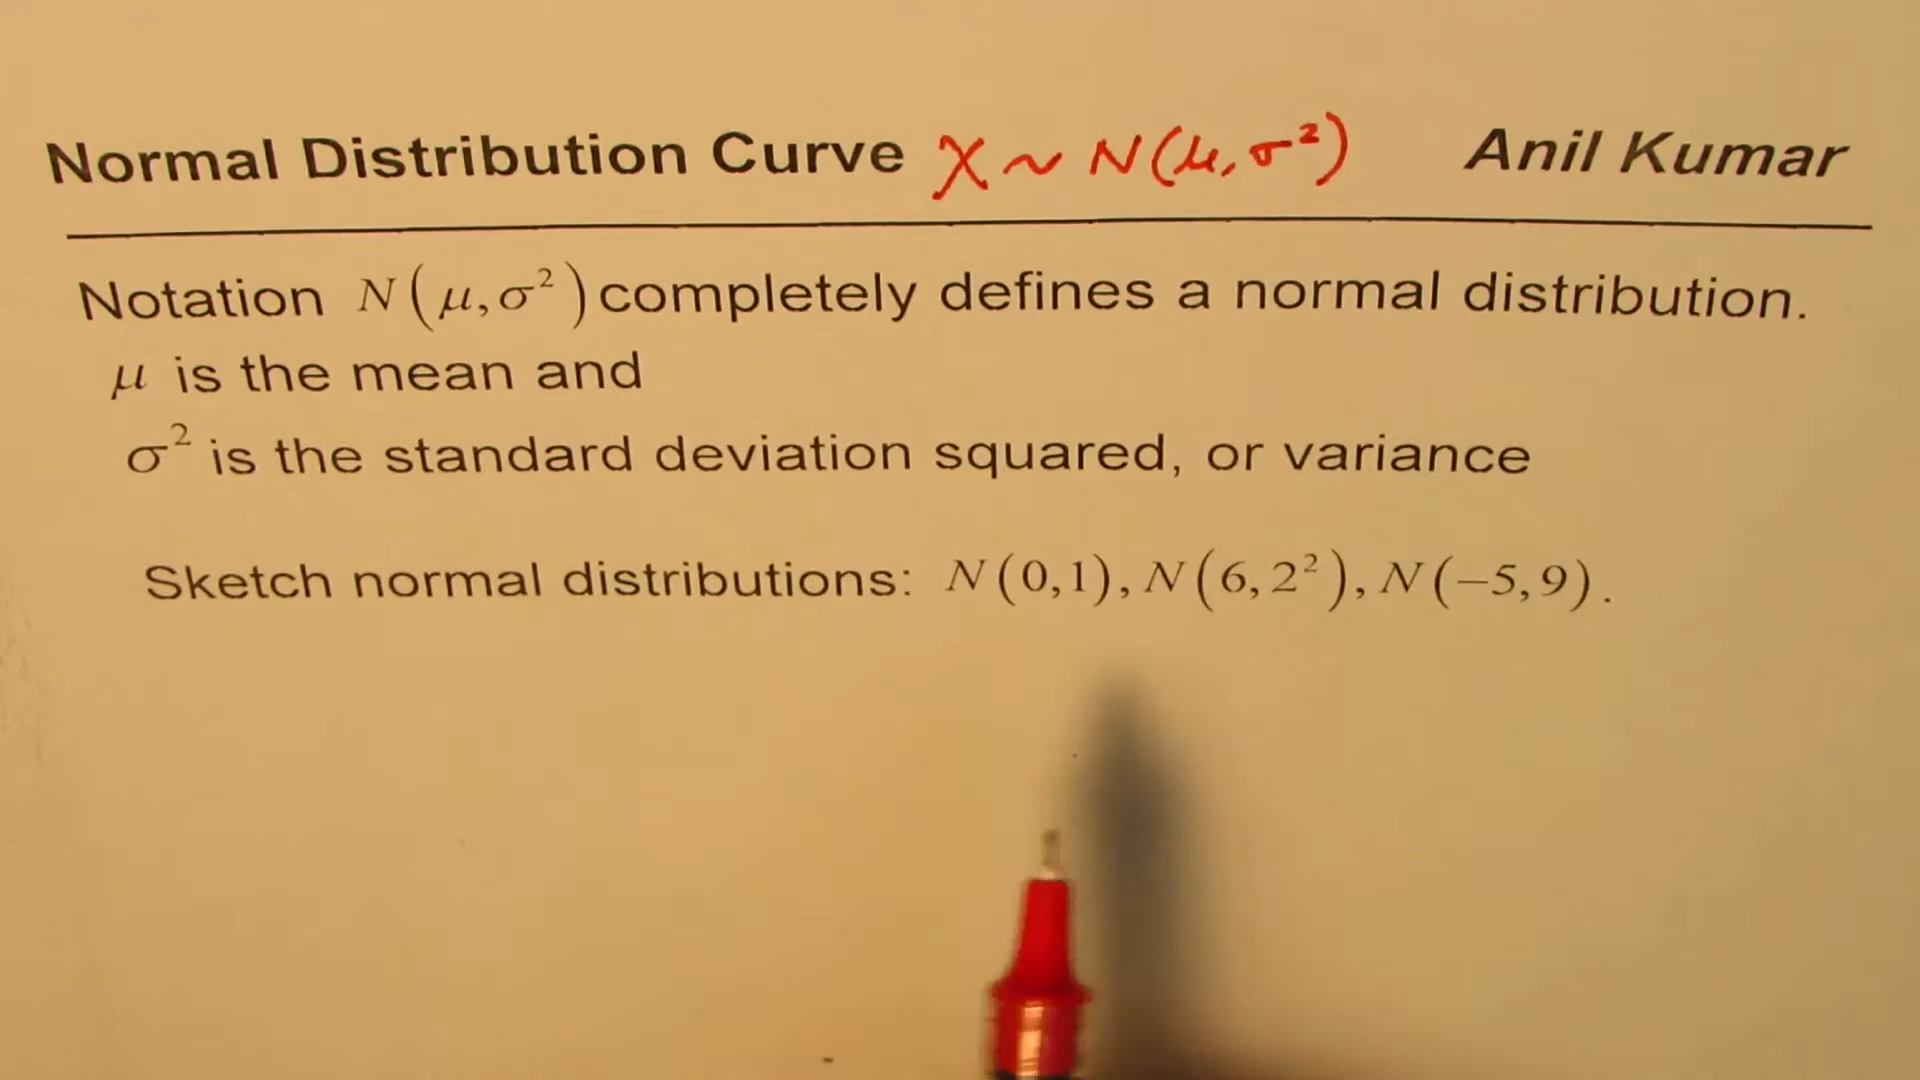 Normal Distribution Curve X ~ N(μ, σ²) Anil Kumar
Notation N(μ, σ²) completely defines a normal distribution.
μ is the mean and
σ² is the standard deviation squared, or variance
Sketch normal distributions: N(0,1), N(6,2²), N(−5,9).